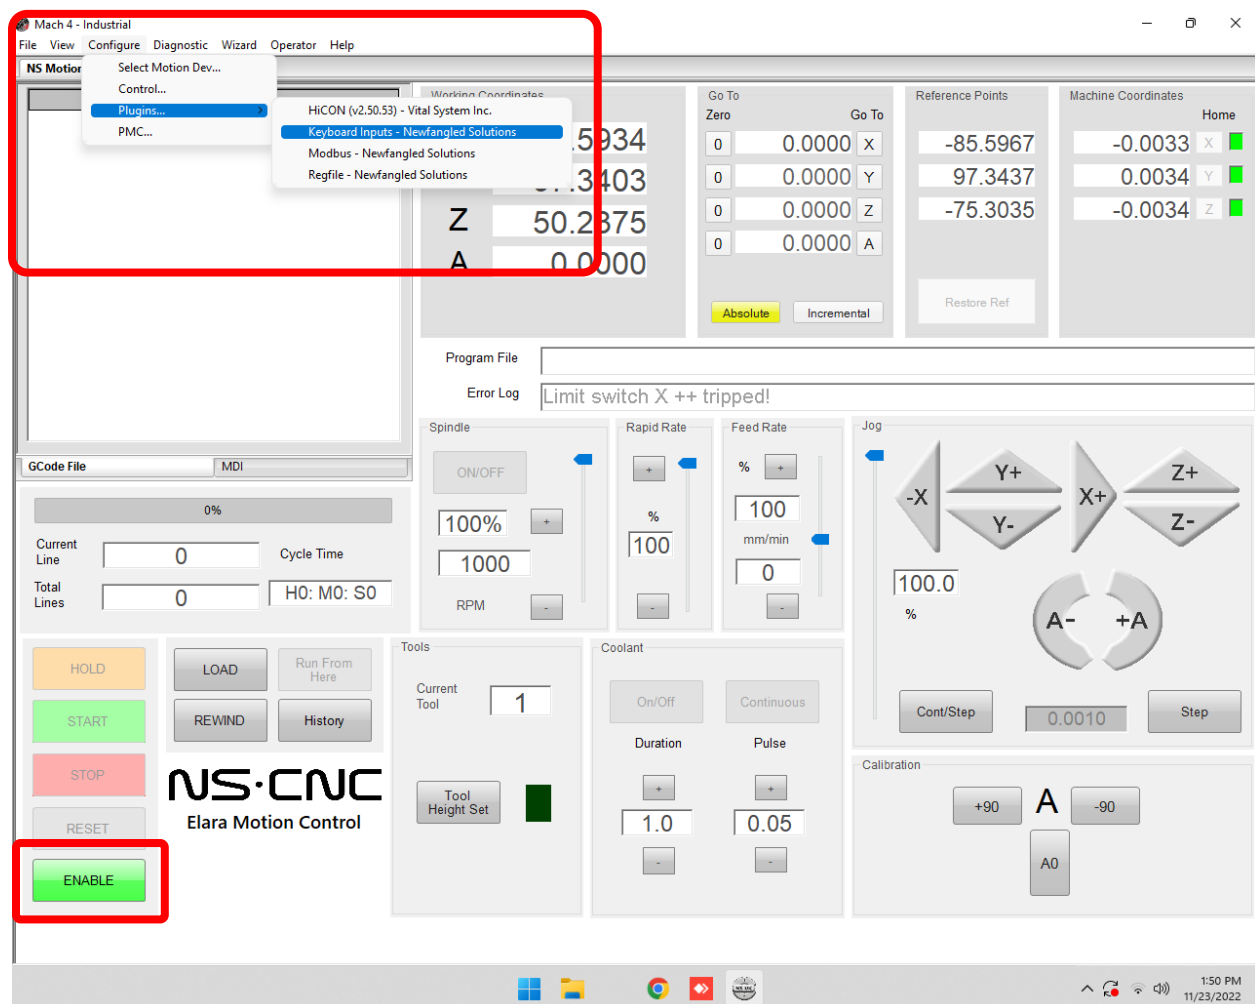 Mach 4 - Industrial
File View Configure Diagnostic Wizard Operator Help
NS Motion
Select Motion Dev...
Control...
Plugins...
PMC...
HiCON (v2.50.53) - Vital System Inc.
Keyboard Inputs - Newfangled Solutions
Modbus - Newfangled Solutions
Regfile - Newfangled Solutions
Working Coordinates
.5934
.3403
Z 50.2375
A 0.0000
Go To
Zero Go To
0 0.0000 X
0 0.0000 Y
0 0.0000 Z
0 0.0000 A
Absolute Incremental
Reference Points
-85.5967
97.3437
-75.3035
Restore Ref
Machine Coordinates
Home
-0.0033 X
0.0034 Y
-0.0034 Z
Program File
Error Log Limit switch X ++ tripped!
GCode File MDI
0%
Current
Line 0
Cycle Time
Total
Lines 0
H0: M0: S0
Spindle
ON/OFF
100% +
1000
RPM -
Rapid Rate
+
%
100
-
Feed Rate
% +
100
mm/min
0
-
Jog
-X Y+ X+ Z+
Y- Z-
100.0
%
A- +A
Cont/Step 0.0010 Step
HOLD
START
STOP
RESET
ENABLE
LOAD Run From
Here
REWIND History
NS·CNC
Elara Motion Control
Tools
Current
Tool 1
Tool
Height Set
Coolant
On/Off Continuous
Duration Pulse
+ +
1.0 0.05
- -
Calibration
+90 A -90
A0
1:50 PM
11/23/2022